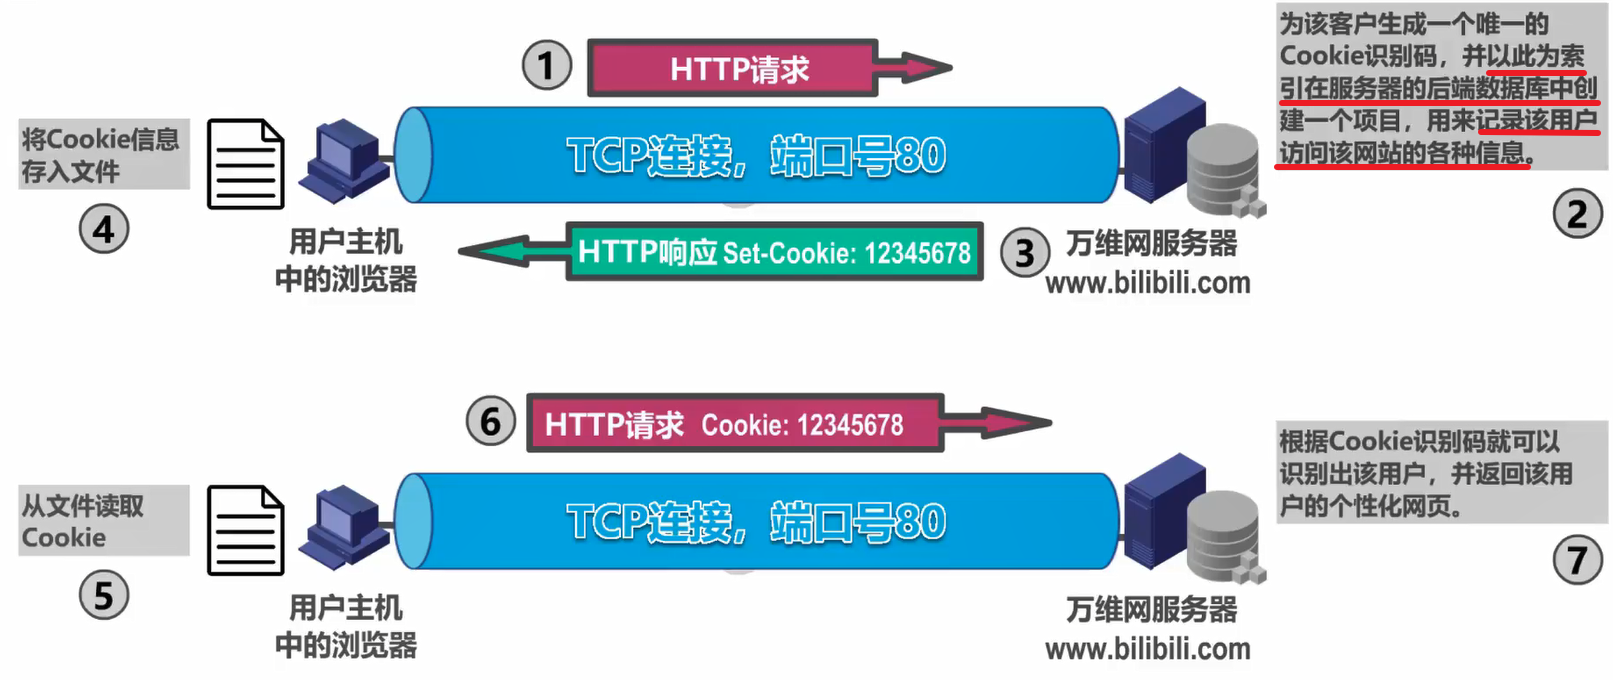 ①
HTTP请求
为该客户生成一个唯一的
Cookie识别码，并以此为索
引在服务器的后端数据库中创
建一个项目，用来记录该用户
访问该网站的各种信息。
②
将Cookie信息
存入文件
④
TCP连接，端口号80
用户主机
中的浏览器
HTTP响应 Set-Cookie: 12345678
③
万维网服务器
www.bilibili.com
⑥
HTTP请求 Cookie: 12345678
根据Cookie识别码就可以
识别出该用户，并返回该用
户的个性化网页。
⑦
从文件读取
Cookie
⑤
TCP连接，端口号80
用户主机
中的浏览器
万维网服务器
www.bilibili.com